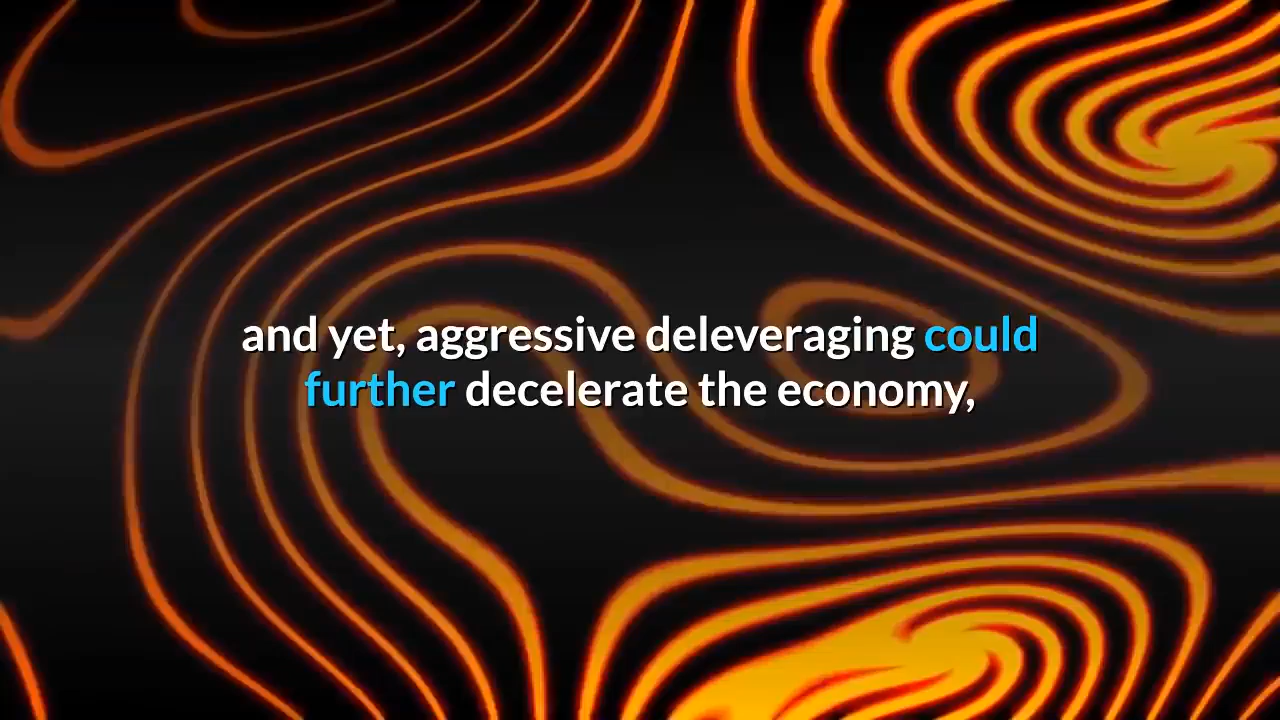 and yet, aggressive deleveraging could
further decelerate the economy,